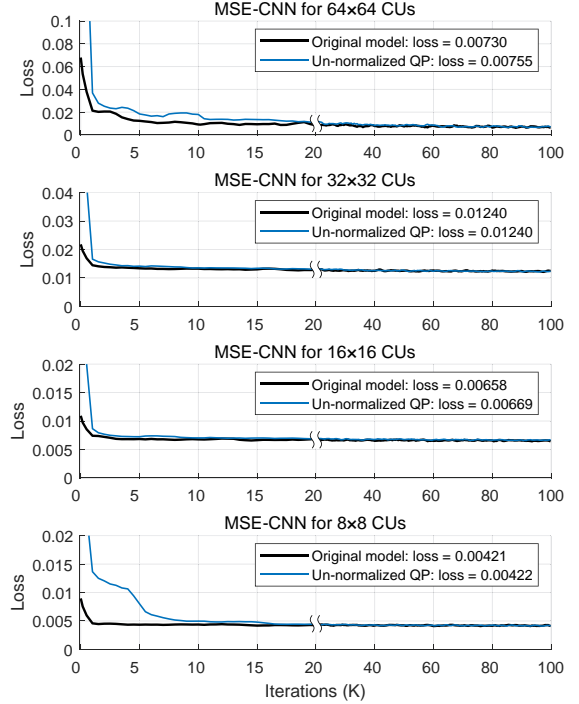 MSE-CNN for 64×64 CUs
0.1
0.08
0.06
0.04
0.02
0
Loss
Original model: loss = 0.00730
Un-normalized QP: loss = 0.00755
0 5 10 15 20 40 60 80 100
MSE-CNN for 32×32 CUs
0.04
0.03
0.02
0.01
0
Loss
Original model: loss = 0.01240
Un-normalized QP: loss = 0.01240
0 5 10 15 20 40 60 80 100
MSE-CNN for 16×16 CUs
0.02
0.015
0.01
0.005
0
Loss
Original model: loss = 0.00658
Un-normalized QP: loss = 0.00669
0 5 10 15 20 40 60 80 100
MSE-CNN for 8×8 CUs
0.02
0.015
0.01
0.005
0
Loss
Original model: loss = 0.00421
Un-normalized QP: loss = 0.00422
0 5 10 15 20 40 60 80 100
Iterations (K)